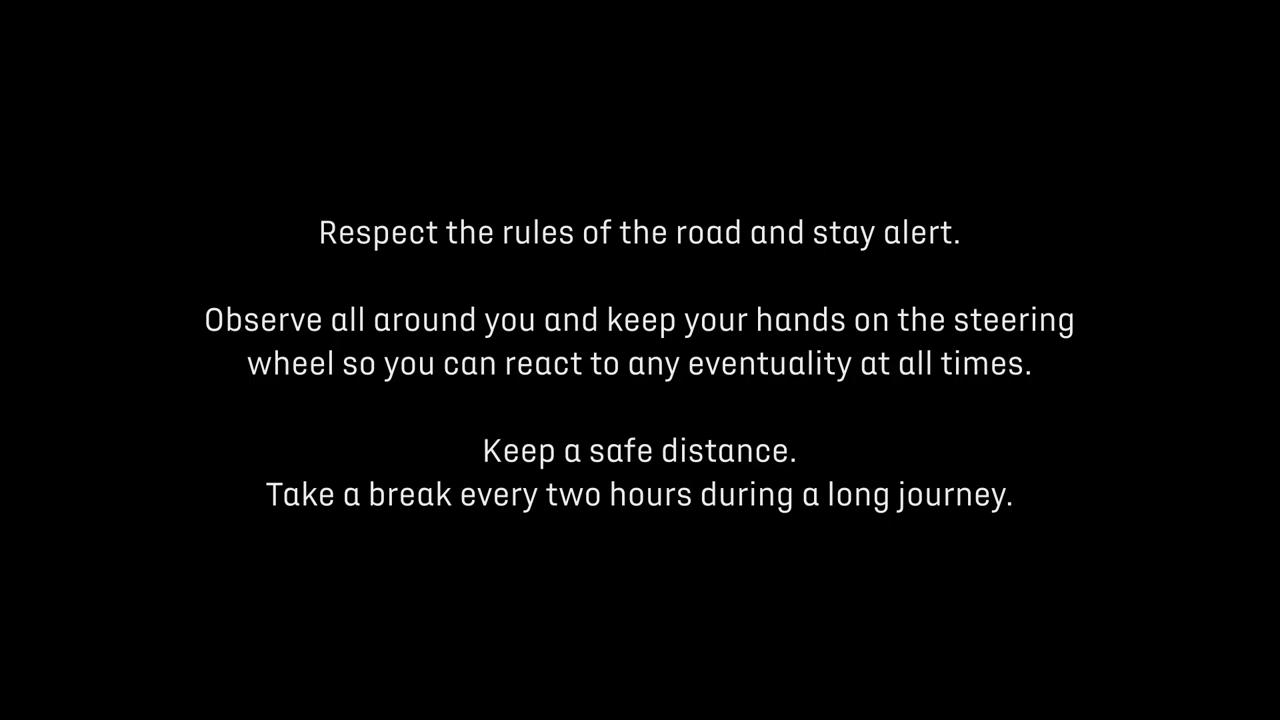 Respect the rules of the road and stay alert.
Observe all around you and keep your hands on the steering
wheel so you can react to any eventuality at all times.
Keep a safe distance.
Take a break every two hours during a long journey.